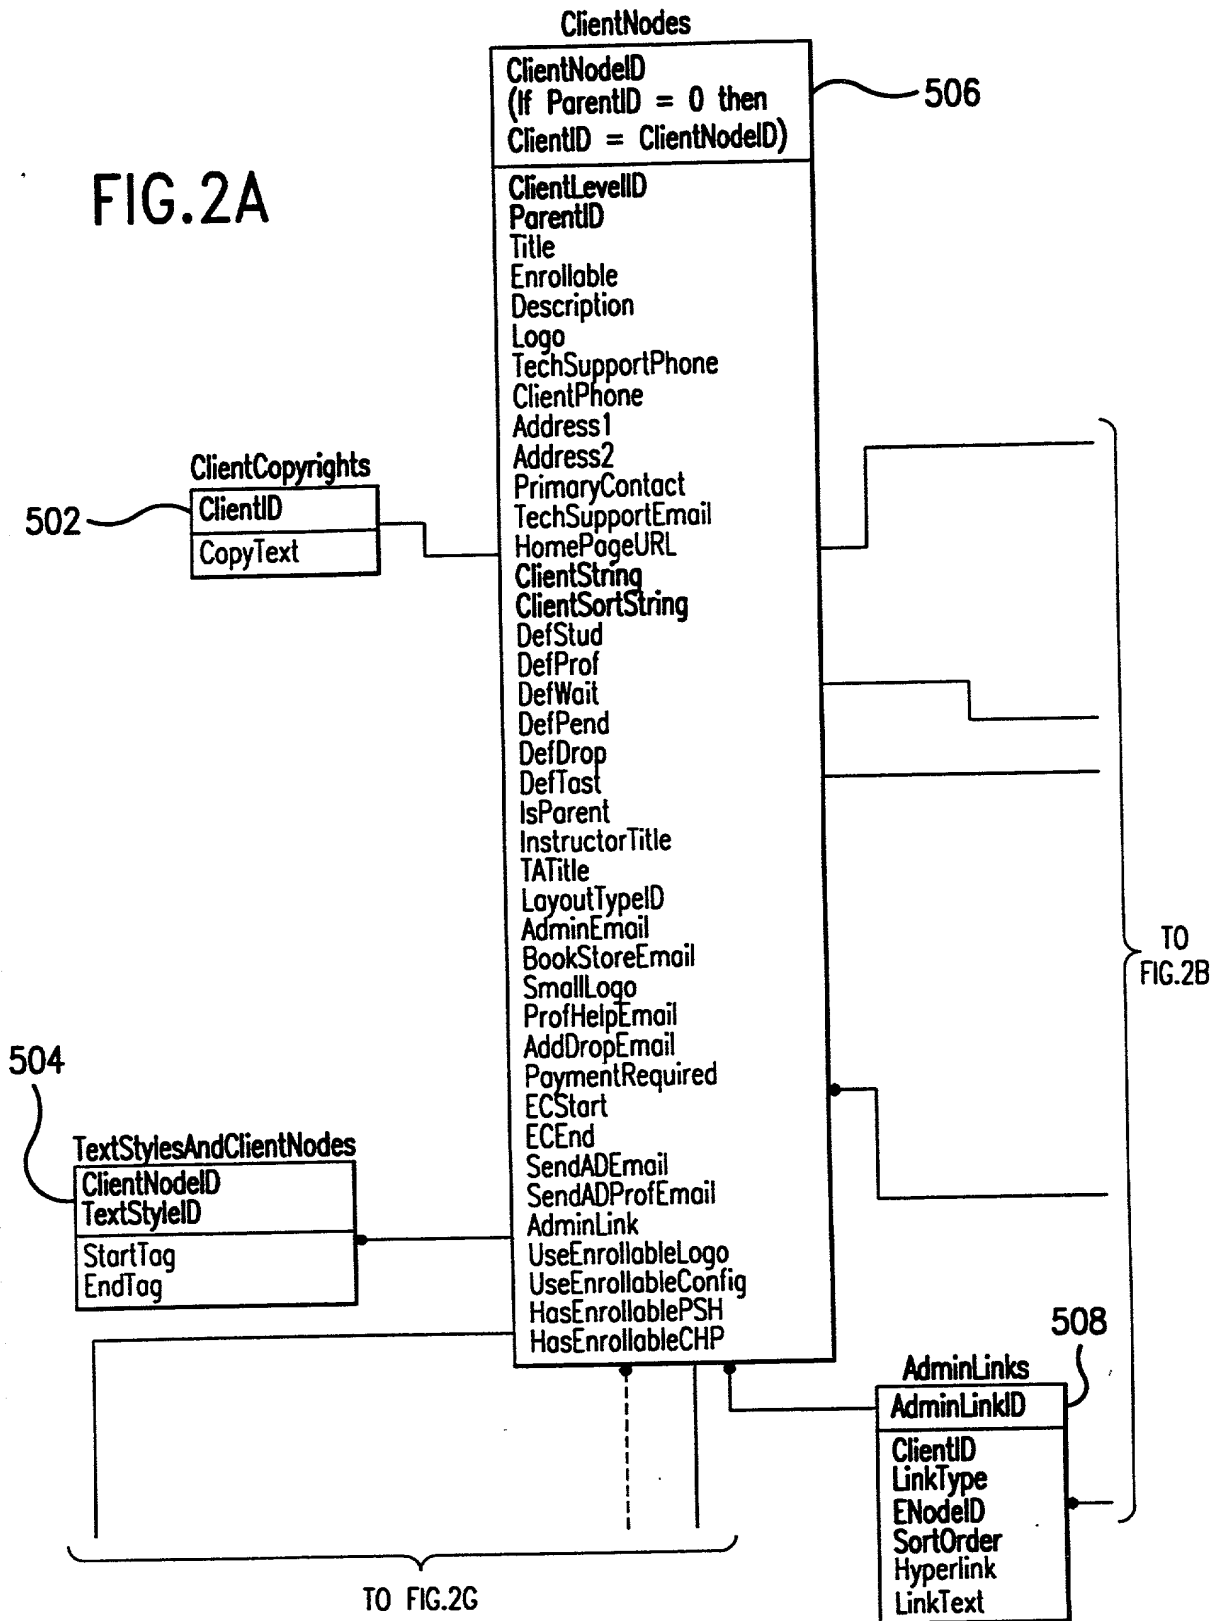 FIG.2A
ClientNodes
ClientNodeID
(If ParentID = 0 then
ClientID = ClientNodeID)
506
ClientLevelID
ParentID
Title
Enrollable
Description
Logo
TechSupportPhone
ClientPhone
Address1
Address2
PrimaryContact
TechSupportEmail
HomePageURL
ClientString
ClientSortString
DefStud
DefProf
DefWait
DefPend
DefDrop
DefTast
IsParent
InstructorTitle
TATitle
LayoutTypeID
AdminEmail
BookStoreEmail
SmallLogo
ProfHelpEmail
AddDropEmail
PaymentRequired
ECStart
ECEnd
SendADEmail
SendADProfEmail
AdminLink
UseEnrollableLogo
UseEnrollableConfig
HasEnrollablePSH
HasEnrollableCHP
ClientCopyrights
502
ClientID
CopyText
504
TextStylesAndClientNodes
ClientNodeID
TextStyleID
StartTag
EndTag
TO
FIG.2B
508
AdminLinks
AdminLinkID
ClientID
LinkType
ENodeID
SortOrder
Hyperlink
LinkText
TO FIG.2G